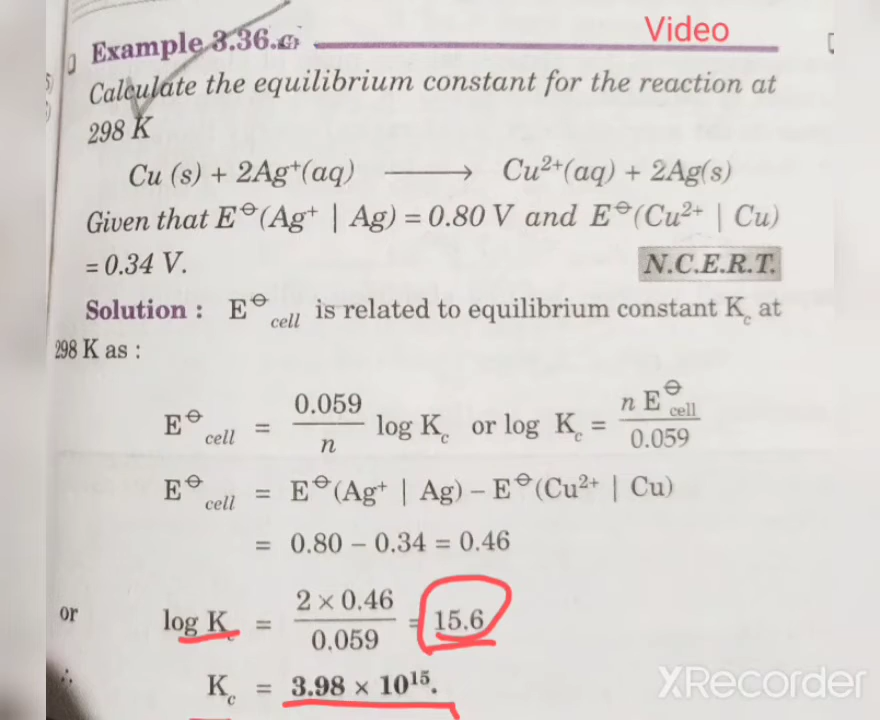 Video
Example 3.36.
Calculate the equilibrium constant for the reaction at
298 K
Cu (s) + 2Ag⁺(aq) ⟶ Cu²⁺(aq) + 2Ag(s)
Given that E⊖(Ag⁺ | Ag) = 0.80 V and E⊖(Cu²⁺ | Cu)
= 0.34 V.
N.C.E.R.T.
Solution : E⊖cell is related to equilibrium constant Kc at
298 K as :
E⊖cell = 0.059/n log Kc or log Kc = n E⊖cell/0.059
E⊖cell = E⊖(Ag⁺ | Ag) – E⊖(Cu²⁺ | Cu)
= 0.80 – 0.34 = 0.46
or log Kc = 2 × 0.46/0.059 = 15.6
∴ Kc = 3.98 × 10¹⁵.
XRecorder